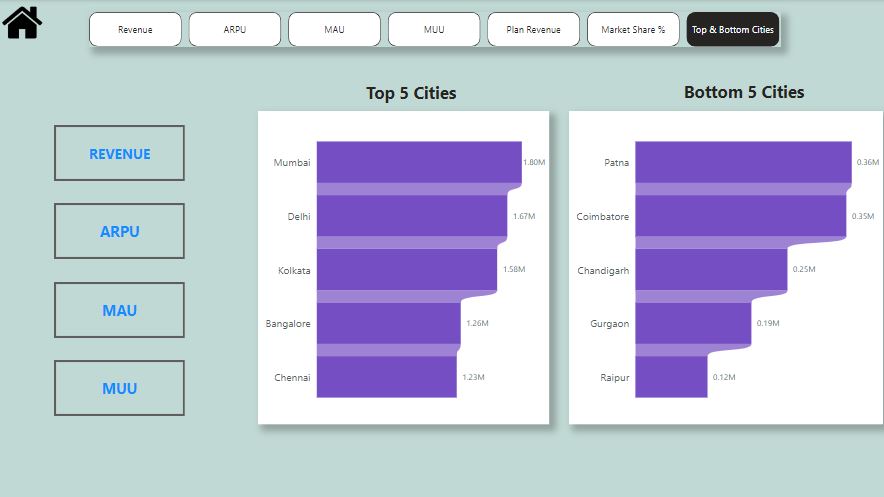 Revenue
ARPU
MAU
MUU
Plan Revenue
Market Share %
Top & Bottom Cities
REVENUE
ARPU
MAU
MUU
Top 5 Cities
Mumbai 1.80M
Delhi 1.67M
Kolkata 1.58M
Bangalore 1.26M
Chennai 1.23M
Bottom 5 Cities
Patna 0.36M
Coimbatore 0.35M
Chandigarh 0.25M
Gurgaon 0.19M
Raipur 0.12M